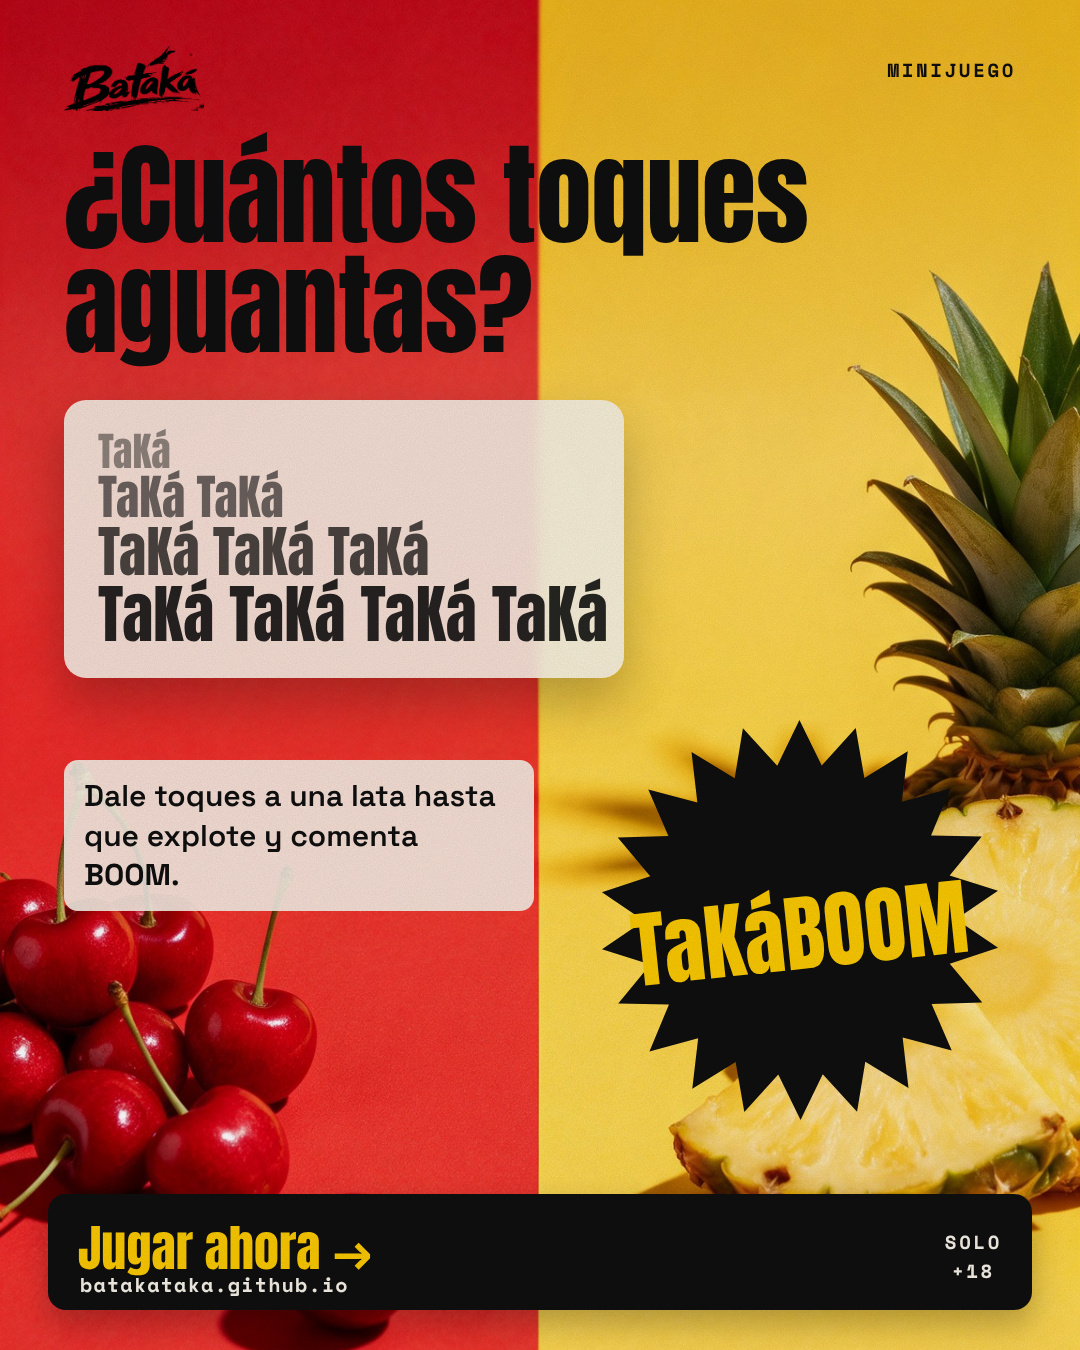 Bataká
MINIJUEGO
¿Cuántos toques
aguantas?
TaKá
TaKá TaKá
TaKá TaKá TaKá
TaKá TaKá TaKá TaKá
Dale toques a una lata hasta
que explote y comenta
BOOM.
TaKáBOOM
Jugar ahora →
batakataka.github.io
SOLO
+18